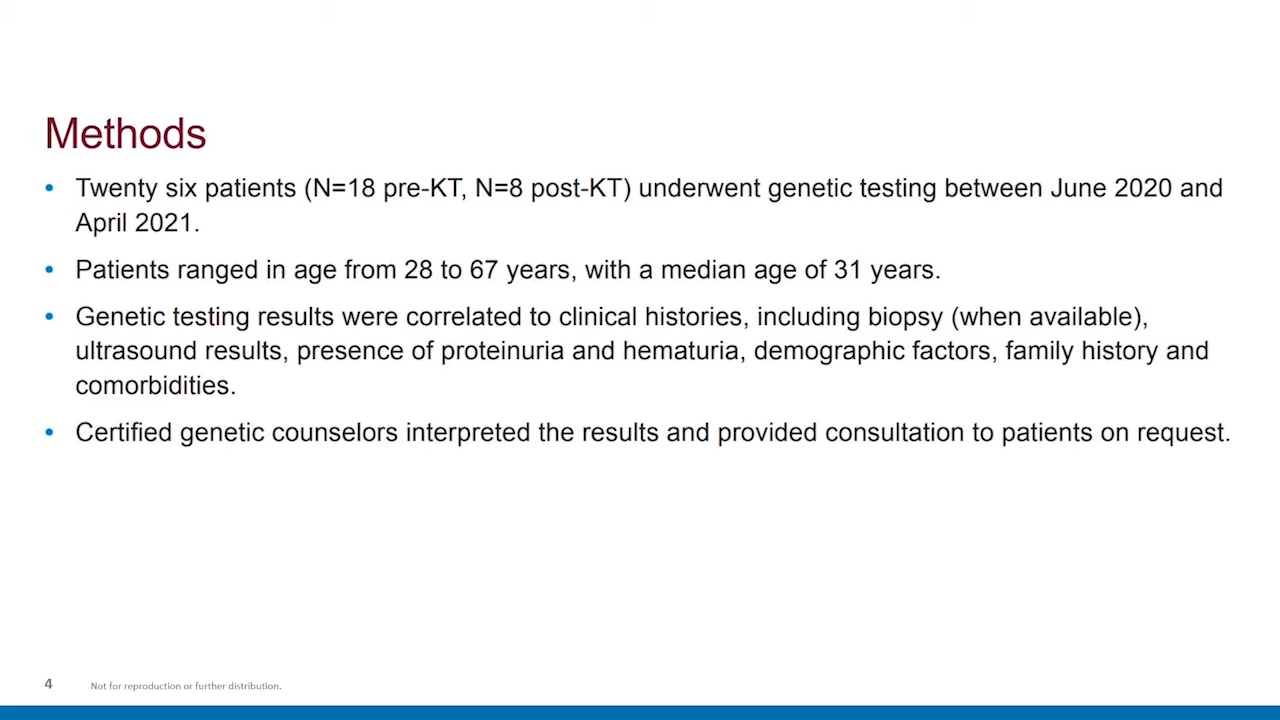 Methods
• Twenty six patients (N=18 pre-KT, N=8 post-KT) underwent genetic testing between June 2020 and
April 2021.
• Patients ranged in age from 28 to 67 years, with a median age of 31 years.
• Genetic testing results were correlated to clinical histories, including biopsy (when available),
ultrasound results, presence of proteinuria and hematuria, demographic factors, family history and
comorbidities.
• Certified genetic counselors interpreted the results and provided consultation to patients on request.
4 Not for reproduction or further distribution.